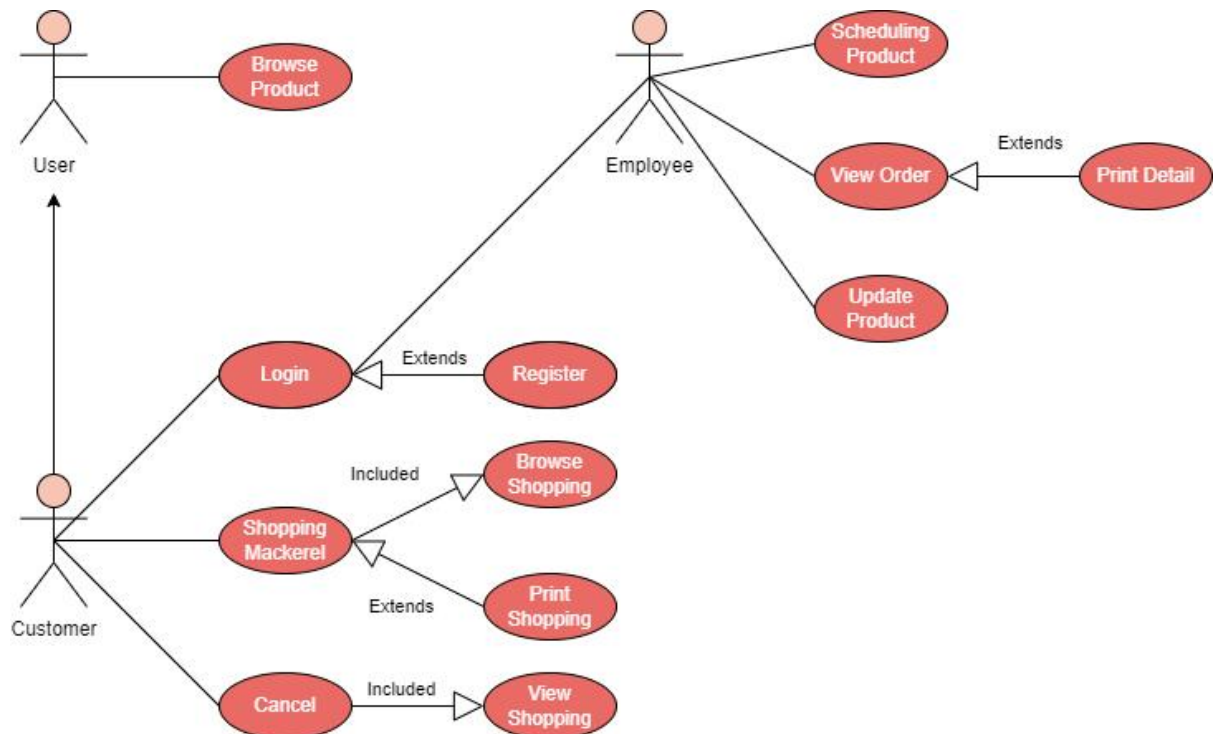 Browse
Product
User
Scheduling
Product
Employee
View Order
Extends
Print Detail
Update
Product
Login
Extends
Register
Customer
Shopping
Mackerel
Included
Browse
Shopping
Extends
Print
Shopping
Cancel
Included
View
Shopping